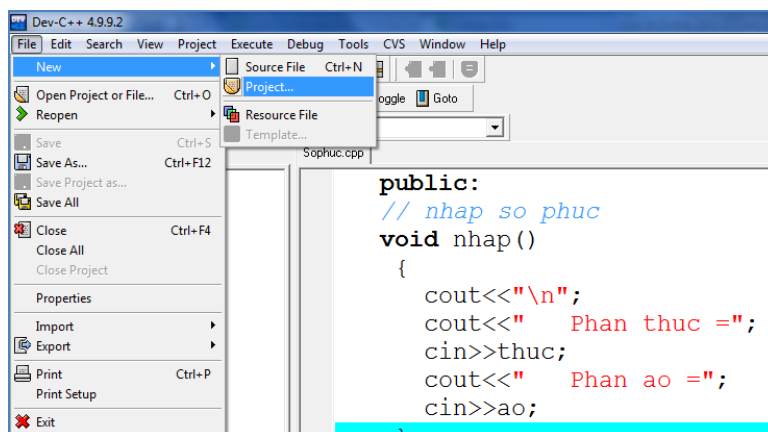 Dev-C++ 4.9.9.2
File Edit Search View Project Execute Debug Tools CVS Window Help
New
Source File Ctrl+N
Project...
Resource File
Template...
Open Project or File... Ctrl+O
Reopen
Save Ctrl+S
Save As... Ctrl+F12
Save Project as...
Save All
Close Ctrl+F4
Close All
Close Project
Properties
Import
Export
Print Ctrl+P
Print Setup
Exit
oggle Goto
Sophuc.cpp
public:
// nhap so phuc
void nhap()
{
cout<<"\n";
cout<<"   Phan thuc =";
cin>>thuc;
cout<<"   Phan ao =";
cin>>ao;